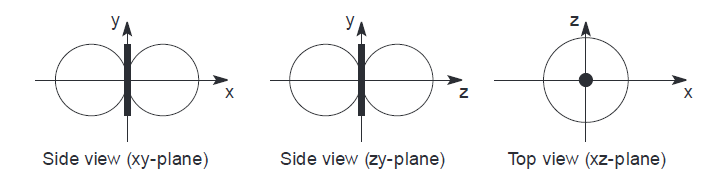 y
x
Side view (xy-plane)
y
z
Side view (zy-plane)
z
x
Top view (xz-plane)